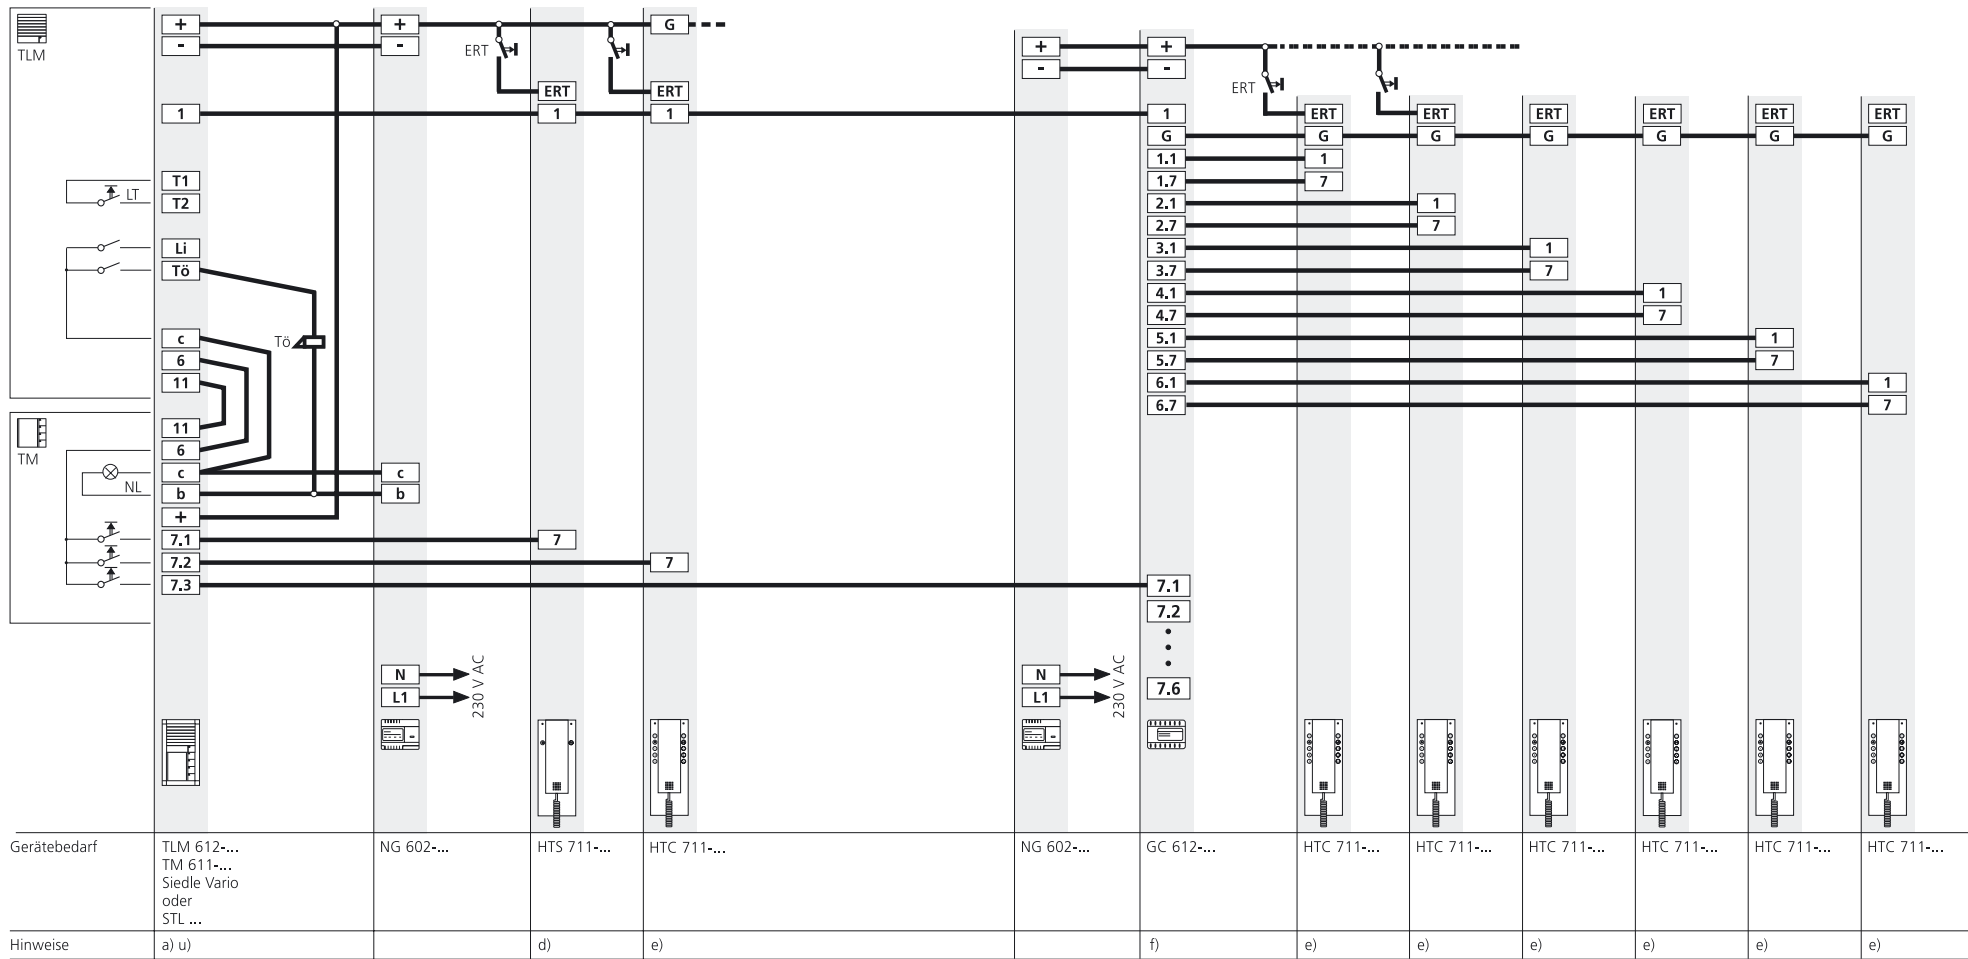 + + G
TLM - ERT - + +
- -
ERT ERT ERT
1 1 1 1 ERT ERT ERT ERT ERT ERT
G G G G G G G
1.1 1
T1 1.7 7
LT T2 2.1 1
2.7 7
Li 3.1 1
Tö 3.7 7
4.1 1
4.7 7
c Tö 5.1 1
6 5.7 7
11 6.1 1
6.7 7
11
TM 6
c c
NL b b
+
7.1 7
7.2 7
7.3 7.1
7.2
N N
L1 L1 7.6
230 V AC 230 V AC
Gerätebedarf TLM 612-... NG 602-... HTS 711-... HTC 711-... NG 602-... GC 612-... HTC 711-... HTC 711-... HTC 711-... HTC 711-... HTC 711-... HTC 711-...
TM 611-...
Siedle Vario
oder
STL ...
Hinweise a) u) d) e) f) e) e) e) e) e) e)